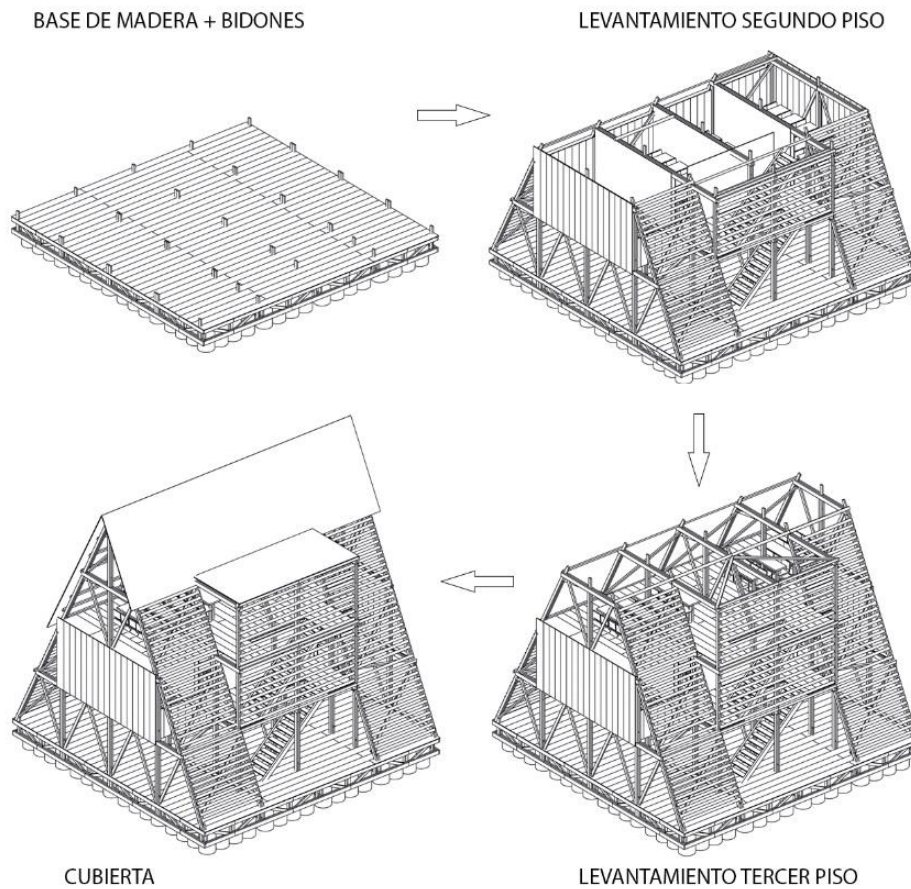 BASE DE MADERA + BIDONES
LEVANTAMIENTO SEGUNDO PISO
CUBIERTA
LEVANTAMIENTO TERCER PISO